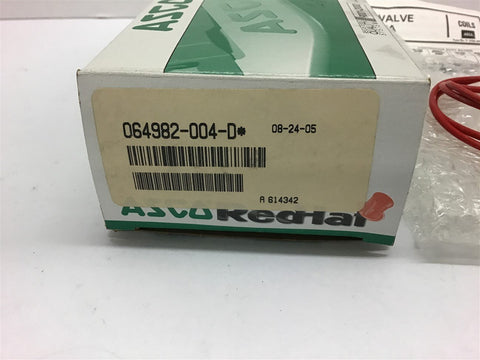 ASCO
VALVE
COILS
064982-004-D*
08-24-05
A 614342
ASCO RedHat